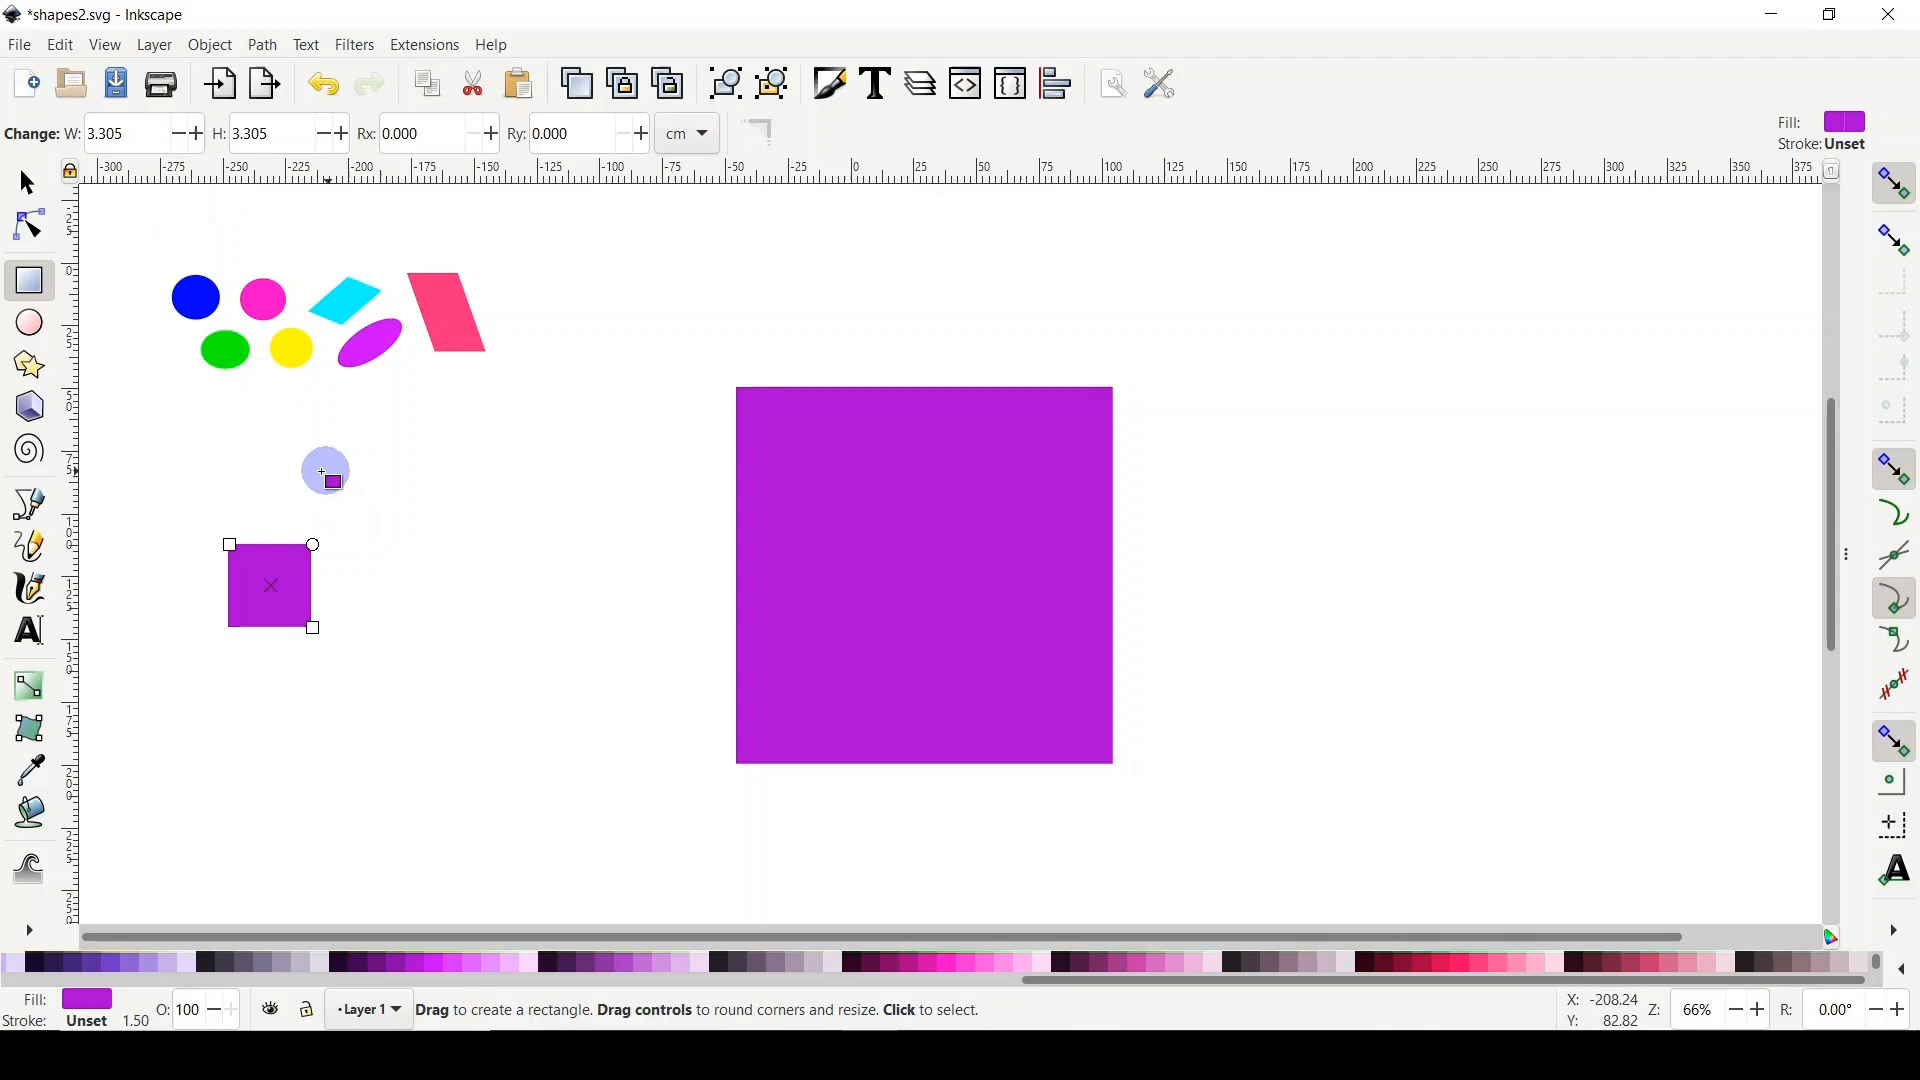 *shapes2.svg - Inkscape
File Edit View Layer Object Path Text Filters Extensions Help
Change: W: 3.305 H: 3.305 Rx: 0.000 Ry: 0.000 cm
Fill:
Stroke: Unset
-300 -275 -250 -225 -200 -175 -150 -125 -100 -75 -50 -25 0 25 50 75 100 125 150 175 200 225 250 275 300 325 350 375
Fill: O: 100 Layer 1 Drag to create a rectangle. Drag controls to round corners and resize. Click to select.
Stroke: Unset 1.50
X: -208.24 Z: 66% R: 0.00°
Y: 82.82